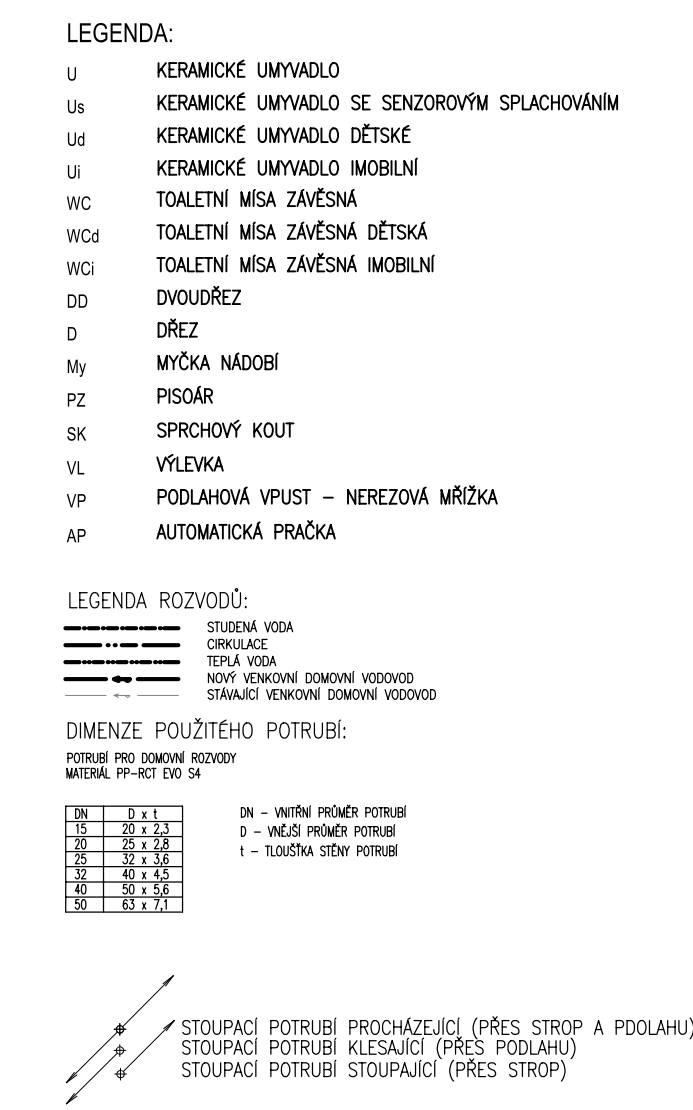 LEGENDA:
U KERAMICKÉ UMYVADLO
Us KERAMICKÉ UMYVADLO SE SENZOROVÝM SPLACHOVÁNÍM
Ud KERAMICKÉ UMYVADLO DĚTSKÉ
Ui KERAMICKÉ UMYVADLO IMOBILNÍ
WC TOALETNÍ MÍSA ZÁVĚSNÁ
WCd TOALETNÍ MÍSA ZÁVĚSNÁ DĚTSKÁ
WCi TOALETNÍ MÍSA ZÁVĚSNÁ IMOBILNÍ
DD DVOUDŘEZ
D DŘEZ
My MYČKA NÁDOBÍ
PZ PISOÁR
SK SPRCHOVÝ KOUT
VL VÝLEVKA
VP PODLAHOVÁ VPUST – NEREZOVÁ MŘÍŽKA
AP AUTOMATICKÁ PRAČKA
LEGENDA ROZVODŮ:
STUDENÁ VODA
CIRKULACE
TEPLÁ VODA
NOVÝ VENKOVNÍ DOMOVNÍ VODOVOD
STÁVAJÍCÍ VENKOVNÍ DOMOVNÍ VODOVOD
DIMENZE POUŽITÉHO POTRUBÍ:
POTRUBÍ PRO DOMOVNÍ ROZVODY
MATERIÁL PP–RCT EVO S4
DN D x t
15 20 x 2,3
20 25 x 2,8
25 32 x 3,6
32 40 x 4,5
40 50 x 5,6
50 63 x 7,1
DN – VNITŘNÍ PRŮMĚR POTRUBÍ
D – VNĚJŠÍ PRŮMĚR POTRUBÍ
t – TLOUŠŤKA STĚNY POTRUBÍ
STOUPACÍ POTRUBÍ PROCHÁZEJÍCÍ (PŘES STROP A PDOLAHU)
STOUPACÍ POTRUBÍ KLESAJÍCÍ (PŘES PODLAHU)
STOUPACÍ POTRUBÍ STOUPAJÍCÍ (PŘES STROP)